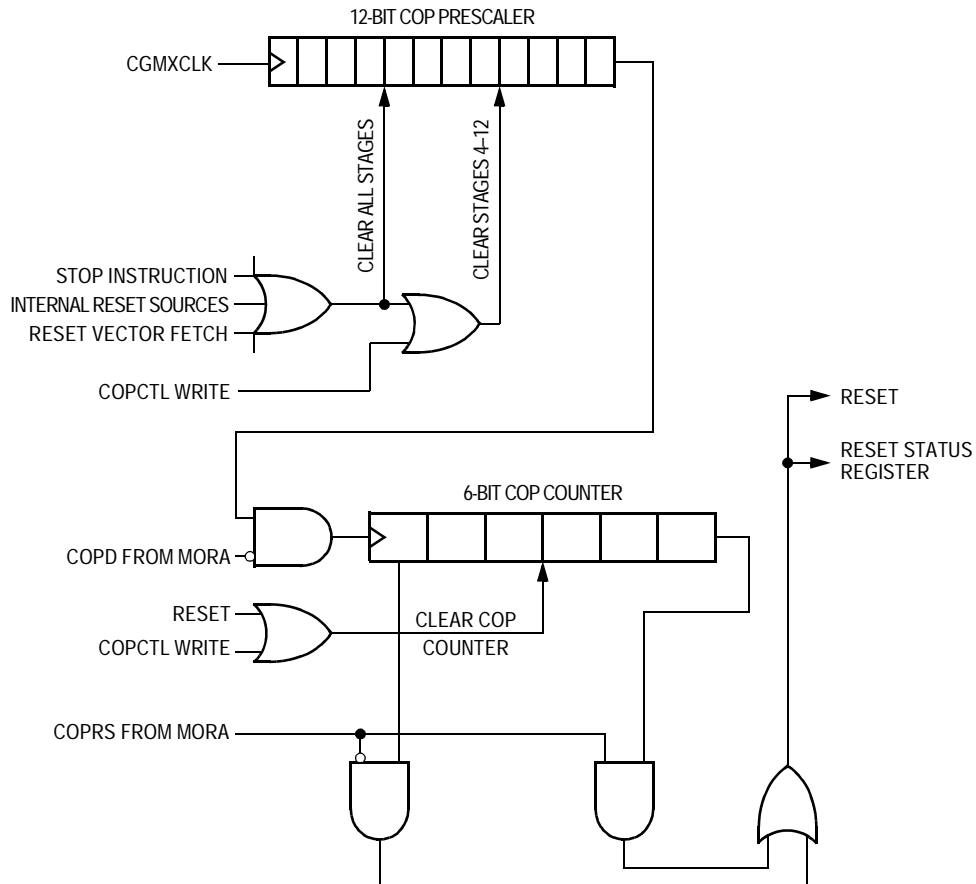 12-BIT COP PRESCALER
CGMXCLK
CLEAR ALL STAGES
CLEAR STAGES 4–12
STOP INSTRUCTION
INTERNAL RESET SOURCES
RESET VECTOR FETCH
COPCTL WRITE
RESET
RESET STATUS
REGISTER
6-BIT COP COUNTER
COPD FROM MORA
RESET
COPCTL WRITE
CLEAR COP
COUNTER
COPRS FROM MORA